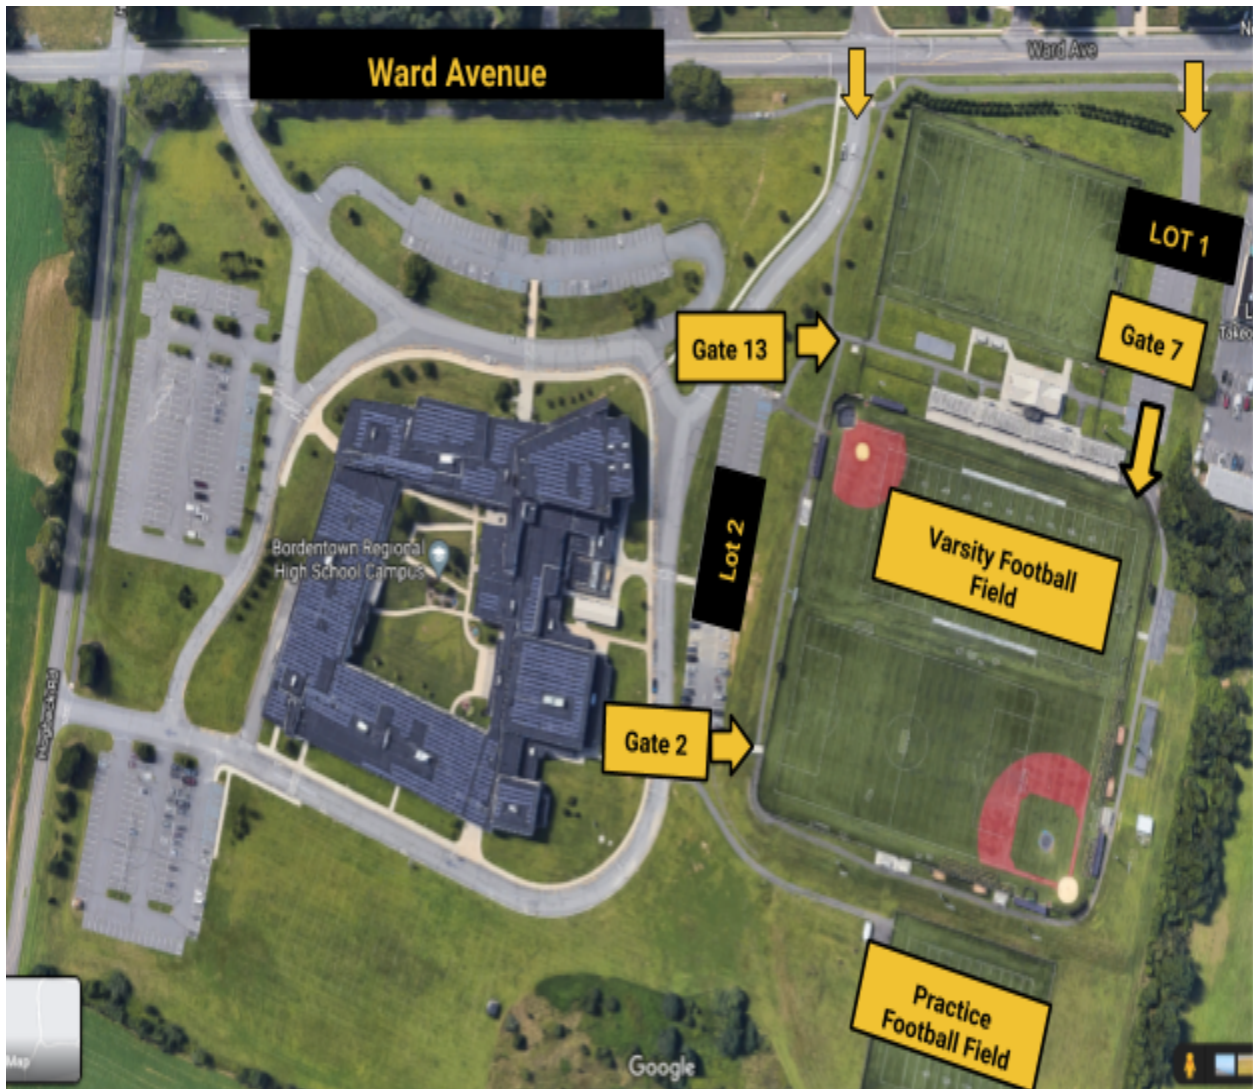 Ward Avenue
Ward Ave
LOT 1
Gate 13
Gate 7
Lot 2
Bordentown Regional
High School Campus
Varsity Football
Field
Gate 2
Practice
Football Field
Google
Map